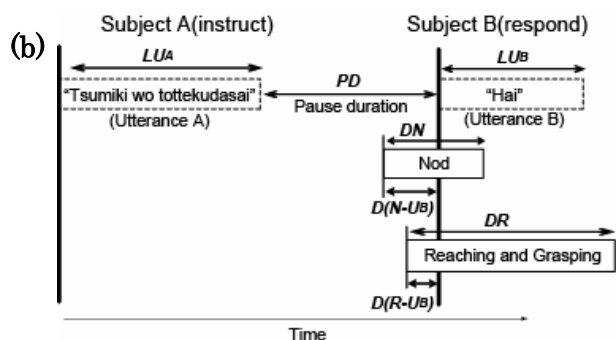 (b)
Subject A(instruct) Subject B(respond)
LUA PD LUB
"Tsumiki wo tottekudasai" Pause duration "Hai"
(Utterance A) (Utterance B)
DN
Nod
D(N-UB)
DR
Reaching and Grasping
D(R-UB)
Time